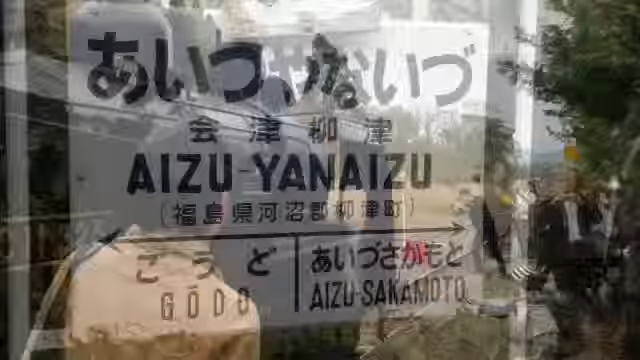 あいづやないづ
会津柳津
AIZU-YANAIZU
(福島県河沼郡柳津町)
ごうど
GŌDO
あいづさかもと
AIZU-SAKAMOTO